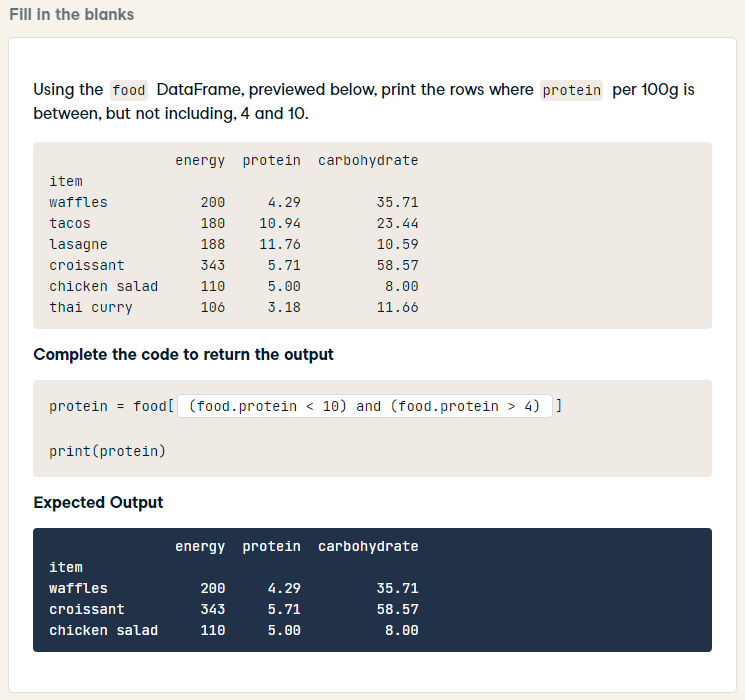 Fill in the blanks
Using the food DataFrame, previewed below, print the rows where protein per 100g is
between, but not including, 4 and 10.
energy protein carbohydrate
item
waffles 200 4.29 35.71
tacos 180 10.94 23.44
lasagne 188 11.76 10.59
croissant 343 5.71 58.57
chicken salad 110 5.00 8.00
thai curry 106 3.18 11.66
Complete the code to return the output
protein = food[ (food.protein < 10) and (food.protein > 4) ]
print(protein)
Expected Output
energy protein carbohydrate
item
waffles 200 4.29 35.71
croissant 343 5.71 58.57
chicken salad 110 5.00 8.00